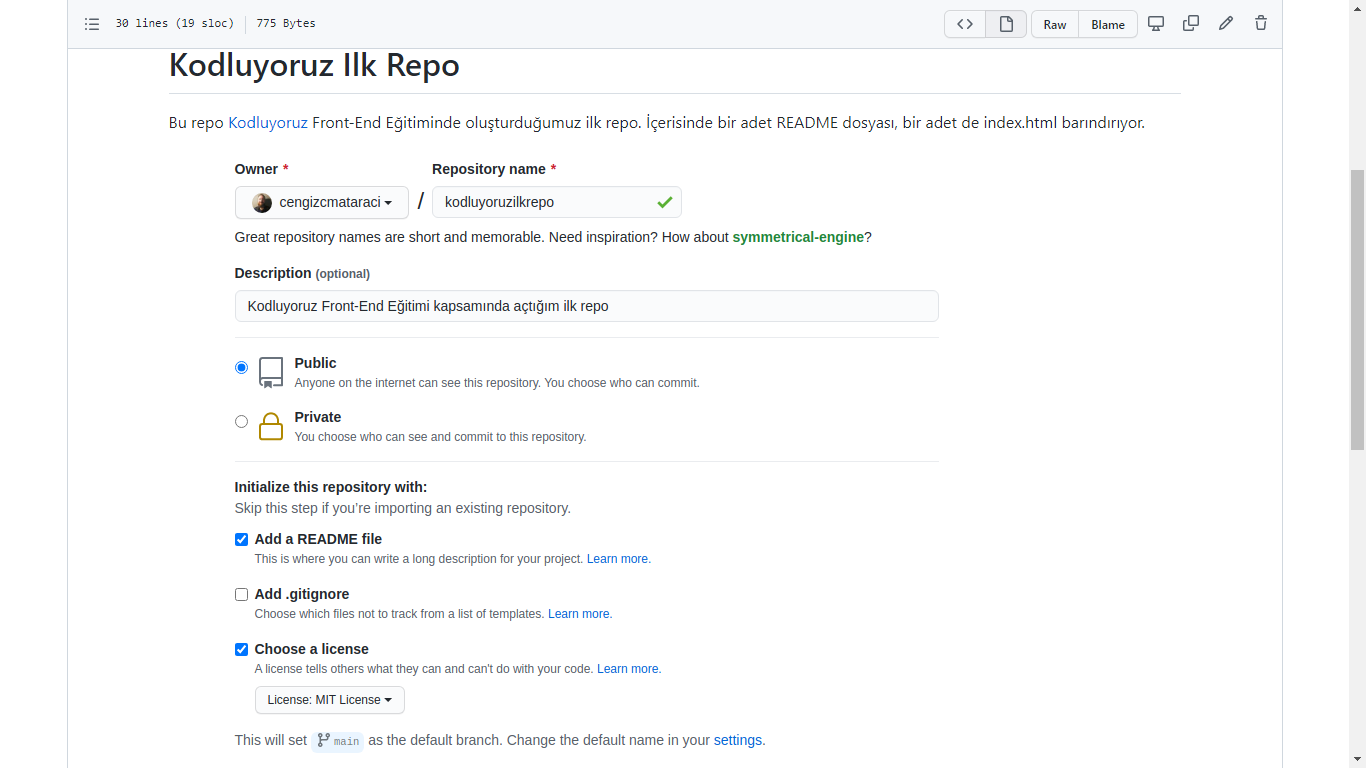 30 lines (19 sloc) 775 Bytes Raw Blame
Kodluyoruz Ilk Repo
Bu repo Kodluyoruz Front-End Eğitiminde oluşturduğumuz ilk repo. İçerisinde bir adet README dosyası, bir adet de index.html barındırıyor.
Owner * Repository name *
cengizcmataraci / kodluyoruzilkrepo
Great repository names are short and memorable. Need inspiration? How about symmetrical-engine?
Description (optional)
Kodluyoruz Front-End Eğitimi kapsamında açtığım ilk repo
Public
Anyone on the internet can see this repository. You choose who can commit.
Private
You choose who can see and commit to this repository.
Initialize this repository with:
Skip this step if you're importing an existing repository.
Add a README file
This is where you can write a long description for your project. Learn more.
Add .gitignore
Choose which files not to track from a list of templates. Learn more.
Choose a license
A license tells others what they can and can't do with your code. Learn more.
License: MIT License
This will set main as the default branch. Change the default name in your settings.